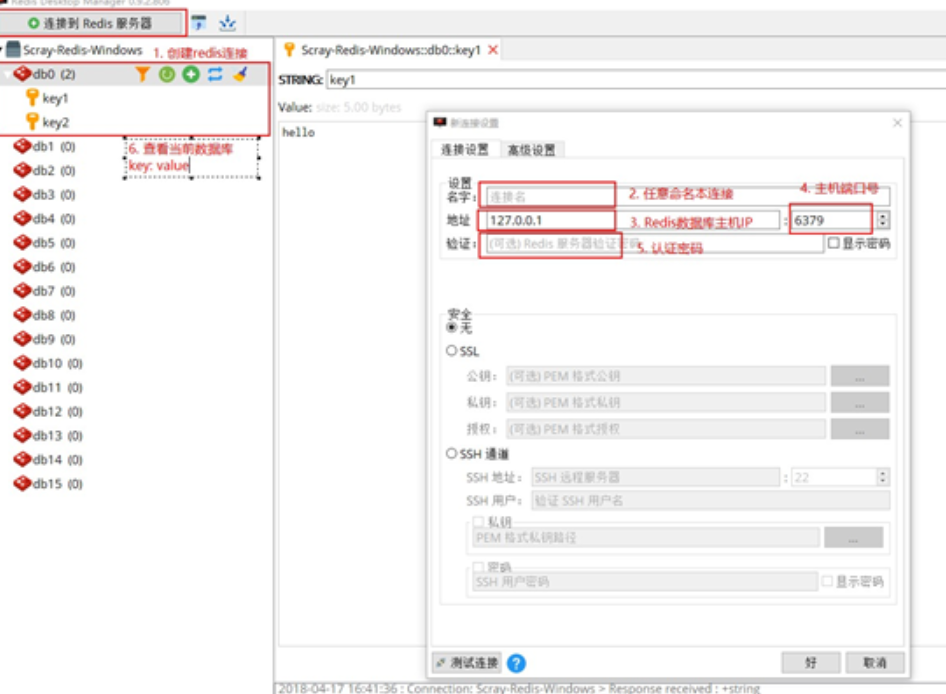 Redis Desktop Manager 0.9.2.806
连接到 Redis 服务器
Scray-Redis-Windows
1. 创建redis连接
db0 (2)
key1
key2
db1 (0)
6. 查看当前数据库
key: value
db2 (0)
db3 (0)
db4 (0)
db5 (0)
db6 (0)
db7 (0)
db8 (0)
db9 (0)
db10 (0)
db11 (0)
db12 (0)
db13 (0)
db14 (0)
db15 (0)
Scray-Redis-Windows::db0::key1
STRING: key1
Value: size: 5.00 bytes
hello
新连接设置
连接设置 高级设置
设置
名字: 连接名 2. 任意命名本连接 4. 主机端口号
地址 127.0.0.1 3. Redis数据库主机IP : 6379
验证: (可选) Redis 服务器验证密码 5. 认证密码 显示密码
安全
无
SSL
公钥: (可选) PEM 格式公钥 ...
私钥: (可选) PEM 格式私钥 ...
授权: (可选) PEM 格式授权 ...
SSH 通道
SSH 地址: SSH 远程服务器 : 22
SSH 用户: 验证 SSH 用户名
私钥
PEM 格式私钥路径 ...
密码
SSH 用户密码 显示密码
测试连接 ? 好 取消
2018-04-17 16:41:36 : Connection: Scray-Redis-Windows > Response received : +string